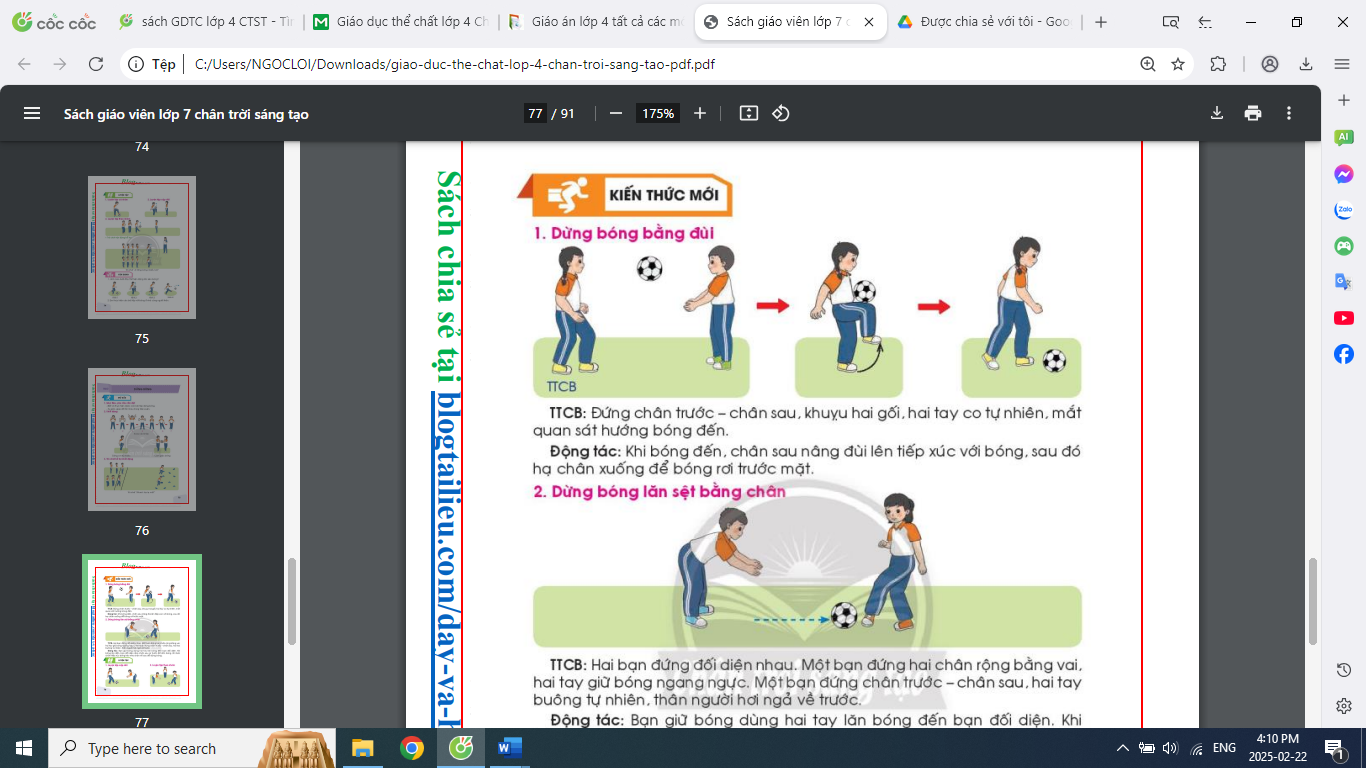 cốc cốc
sách GDTC lớp 4 CTST - Tìn
Giáo dục thể chất lớp 4 Ch
Giáo án lớp 4 tất cả các mô
Sách giáo viên lớp 7 c
Được chia sẻ với tôi - Goo
Tệp
C:/Users/NGOCLOI/Downloads/giao-duc-the-chat-lop-4-chan-troi-sang-tao-pdf.pdf
Sách giáo viên lớp 7 chân trời sáng tạo
77 / 91
175%
74
75
76
77
Sách chia sẻ tại blogtailieu.com/day-va-h
KIẾN THỨC MỚI
1. Dừng bóng bằng đùi
TTCB
TTCB: Đứng chân trước – chân sau, khuỵu hai gối, hai tay co tự nhiên, mắt
quan sát hướng bóng đến.
Động tác: Khi bóng đến, chân sau nâng đùi lên tiếp xúc với bóng, sau đó
hạ chân xuống để bóng rơi trước mặt.
2. Dừng bóng lăn sệt bằng chân
TTCB: Hai bạn đứng đối diện nhau. Một bạn đứng hai chân rộng bằng vai,
hai tay giữ bóng ngang ngực. Một bạn đứng chân trước – chân sau, hai tay
buông tự nhiên, thân người hơi ngả về trước.
Động tác: Bạn giữ bóng dùng hai tay lăn bóng đến bạn đối diện. Khi
AI
Zalo
Type here to search
ENG
4:10 PM
2025-02-22
1